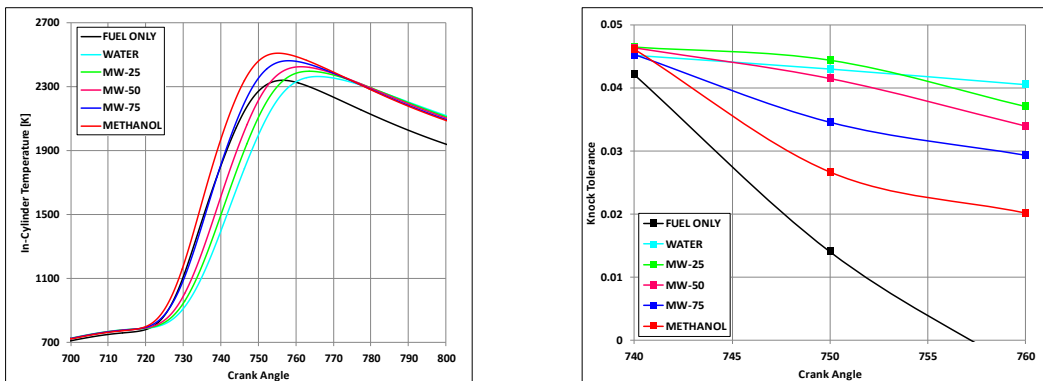 2700
2300
1900
1500
1100
700
In-Cylinder Temperature [K]
FUEL ONLY
WATER
MW-25
MW-50
MW-75
METHANOL
700 710 720 730 740 750 760 770 780 790 800
Crank Angle
0.05
0.04
0.03
0.02
0.01
0
Knock Tolerance
FUEL ONLY
WATER
MW-25
MW-50
MW-75
METHANOL
740 745 750 755 760
Crank Angle